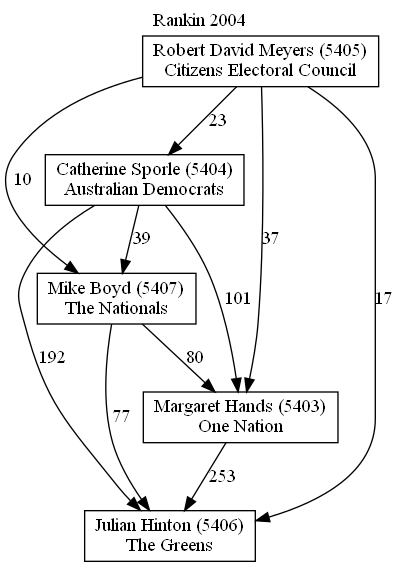 Rankin 2004
Robert David Meyers (5405)
Citizens Electoral Council
23
Catherine Sporle (5404)
Australian Democrats
10
39
37
Mike Boyd (5407)
The Nationals
101
17
192
80
77
Margaret Hands (5403)
One Nation
253
Julian Hinton (5406)
The Greens